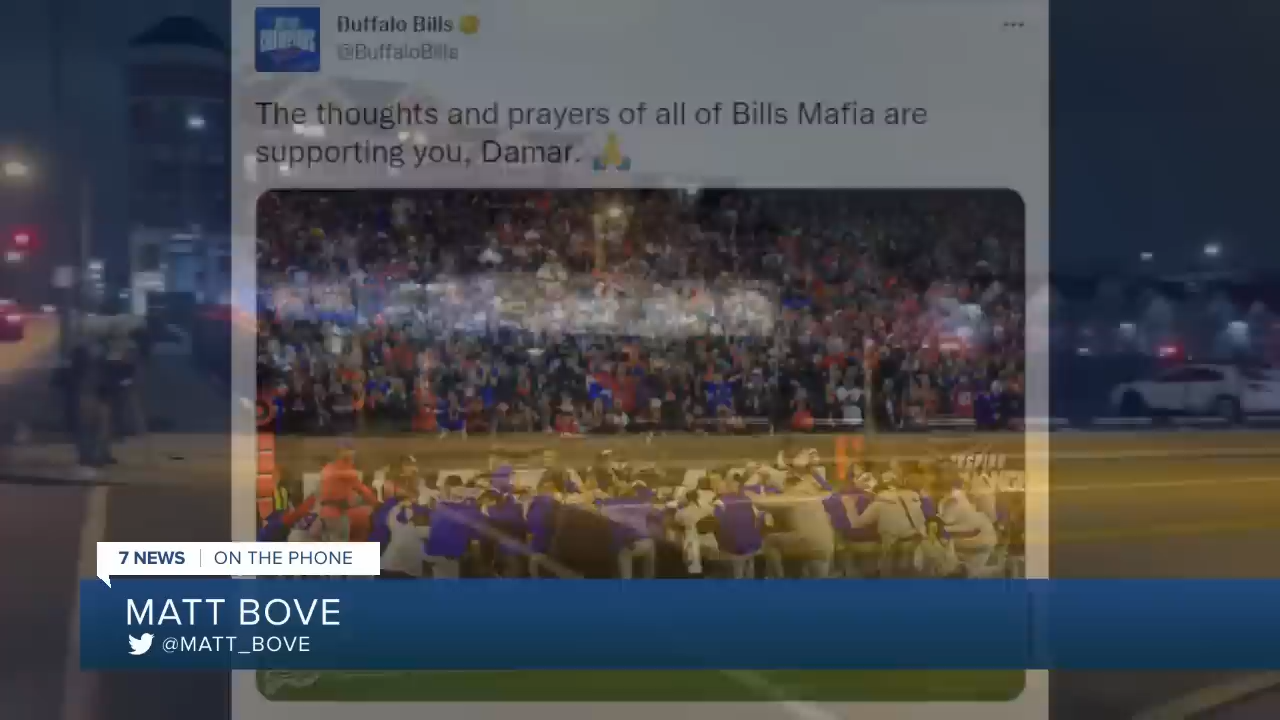 Buffalo Bills
@BuffaloBills
The thoughts and prayers of all of Bills Mafia are
supporting you, Damar. 🙏
7 NEWS | ON THE PHONE
MATT BOVE
@MATT_BOVE